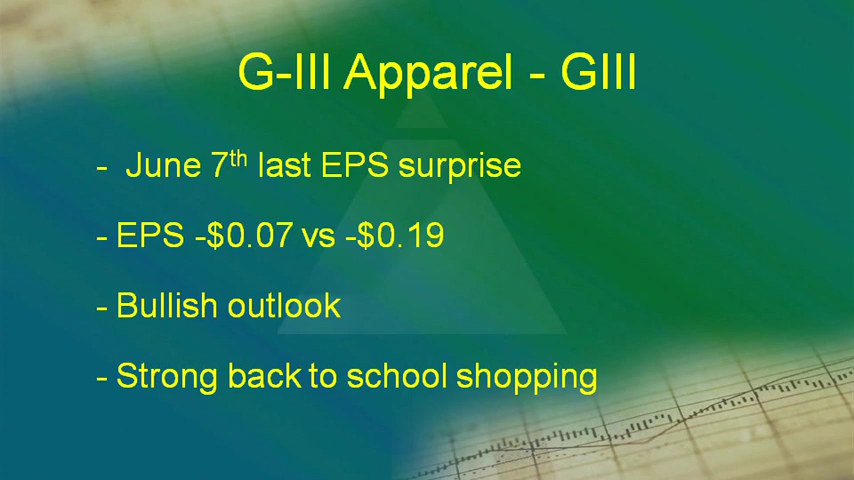 G-III Apparel - GIII
- June 7th last EPS surprise
- EPS -$0.07 vs -$0.19
- Bullish outlook
- Strong back to school shopping